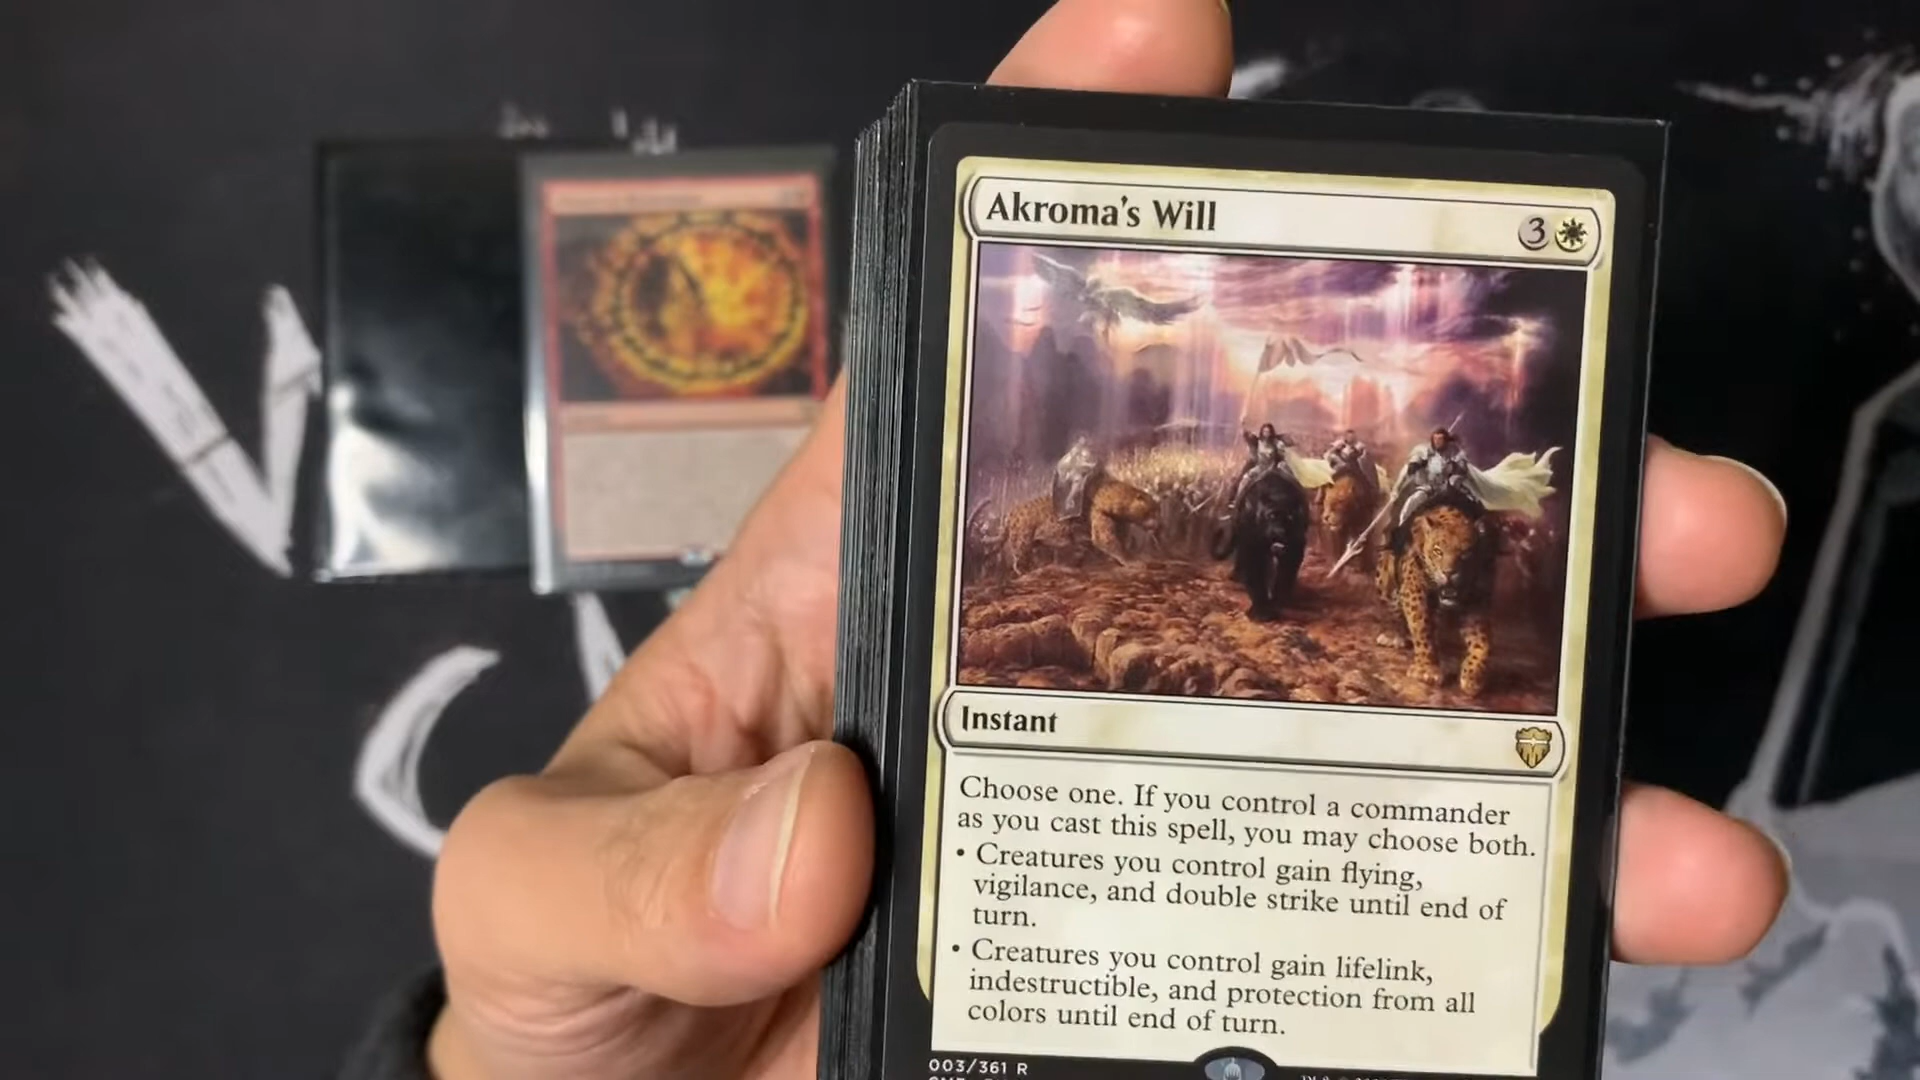 Akroma's Will
3
Instant
Choose one. If you control a commander
as you cast this spell, you may choose both.
• Creatures you control gain flying,
vigilance, and double strike until end of
turn.
• Creatures you control gain lifelink,
indestructible, and protection from all
colors until end of turn.
003/361 R